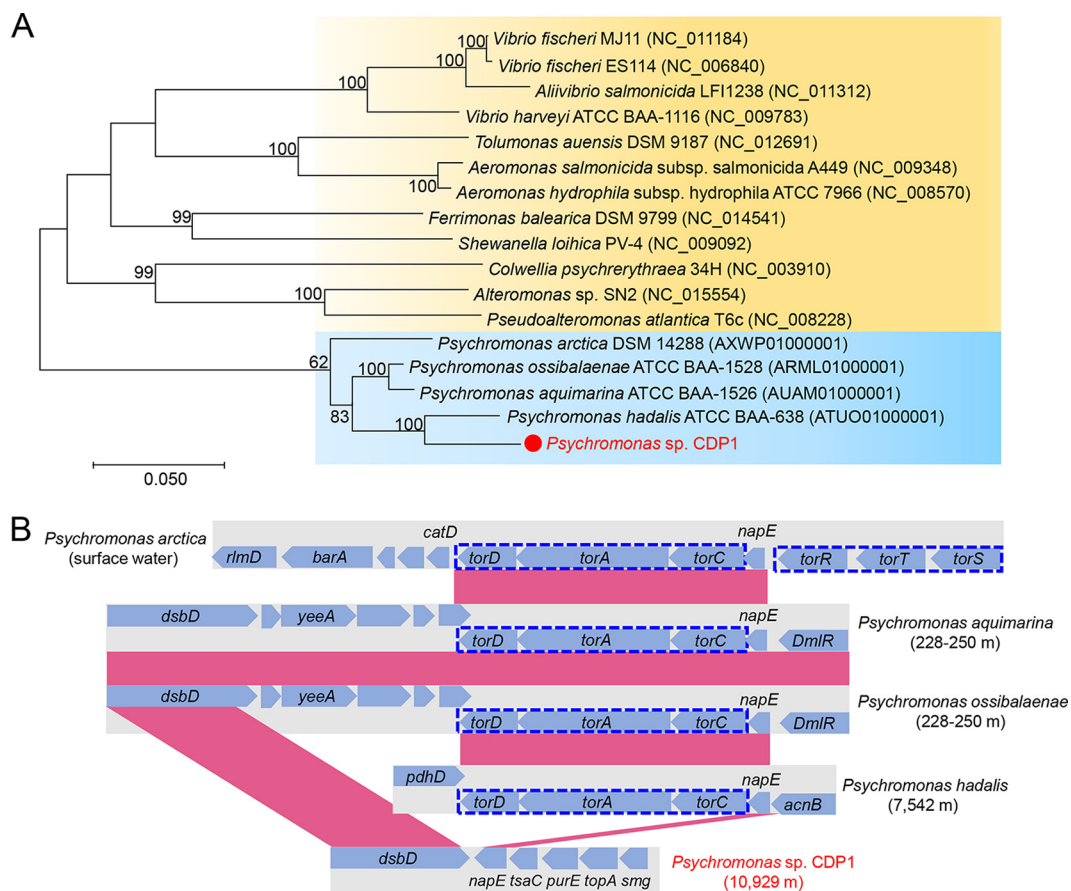 A
100
Vibrio fischeri MJ11 (NC_011184)
100
Vibrio fischeri ES114 (NC_006840)
100
Aliivibrio salmonicida LFI1238 (NC_011312)
Vibrio harveyi ATCC BAA-1116 (NC_009783)
Tolumonas auensis DSM 9187 (NC_012691)
100
Aeromonas salmonicida subsp. salmonicida A449 (NC_009348)
100
Aeromonas hydrophila subsp. hydrophila ATCC 7966 (NC_008570)
99
Ferrimonas balearica DSM 9799 (NC_014541)
Shewanella loihica PV-4 (NC_009092)
99
Colwellia psychrerythraea 34H (NC_003910)
100
Alteromonas sp. SN2 (NC_015554)
Pseudoalteromonas atlantica T6c (NC_008228)
Psychromonas arctica DSM 14288 (AXWP01000001)
62
100
Psychromonas ossibalaenae ATCC BAA-1528 (ARML01000001)
Psychromonas aquimarina ATCC BAA-1526 (AUAM01000001)
83
Psychromonas hadalis ATCC BAA-638 (ATUO01000001)
100
Psychromonas sp. CDP1
0.050
B
Psychromonas arctica
(surface water)
catD
napE
rlmD barA torD torA torC torR torT torS
dsbD yeeA napE
torD torA torC DmlR
Psychromonas aquimarina
(228-250 m)
dsbD yeeA napE
torD torA torC DmlR
Psychromonas ossibalaenae
(228-250 m)
pdhD napE
torD torA torC acnB
Psychromonas hadalis
(7,542 m)
dsbD
napE tsaC purE topA smg
Psychromonas sp. CDP1
(10,929 m)